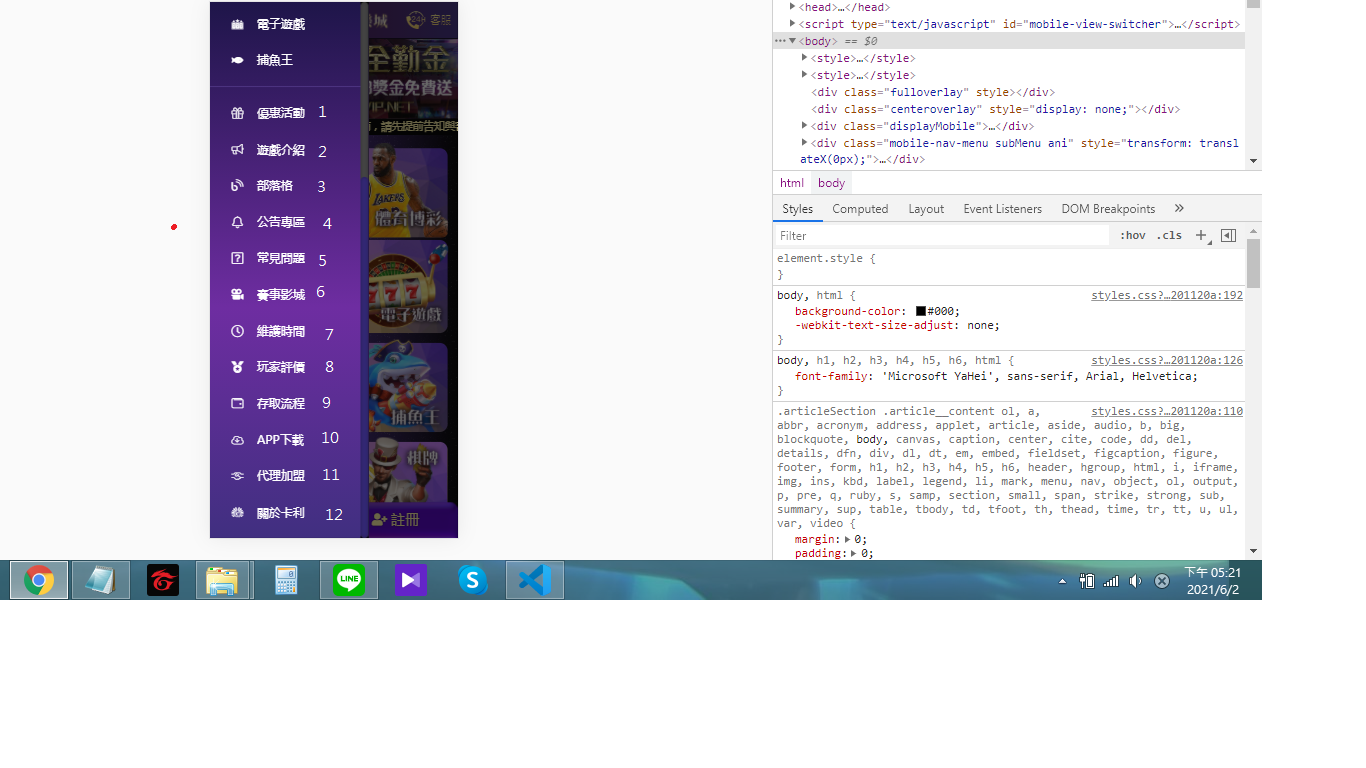 電子遊戲
捕魚王
優惠活動 1
遊戲介紹 2
部落格 3
公告專區 4
常見問題 5
賽事影城 6
維護時間 7
玩家評價 8
存取流程 9
APP下載 10
代理加盟 11
關於卡利 12
城 24H 客服
全勤金
獎金免費送
VIP.NET
，請先提前告知與客
LAKERS
體育博彩
777
電子遊戲
捕魚王
棋牌
註冊
<head>…</head>
<script type="text/javascript" id="mobile-view-switcher">…</script>
<body> == $0
<style>…</style>
<style>…</style>
<div class="fulloverlay" style></div>
<div class="centeroverlay" style="display: none;"></div>
<div class="displayMobile">…</div>
<div class="mobile-nav-menu subMenu ani" style="transform: transl
ateX(0px);">…</div>
html body
Styles Computed Layout Event Listeners DOM Breakpoints »
Filter :hov .cls +
element.style {
}
body, html { styles.css?…201120a:192
background-color: #000;
-webkit-text-size-adjust: none;
}
body, h1, h2, h3, h4, h5, h6, html { styles.css?…201120a:126
font-family: 'Microsoft YaHei', sans-serif, Arial, Helvetica;
}
.articleSection .article__content ol, a, styles.css?…201120a:110
abbr, acronym, address, applet, article, aside, audio, b, big,
blockquote, body, canvas, caption, center, cite, code, dd, del,
details, dfn, div, dl, dt, em, embed, fieldset, figcaption, figure,
footer, form, h1, h2, h3, h4, h5, h6, header, hgroup, html, i, iframe,
img, ins, kbd, label, legend, li, mark, menu, nav, object, ol, output,
p, pre, q, ruby, s, samp, section, small, span, strike, strong, sub,
summary, sup, table, tbody, td, tfoot, th, thead, time, tr, tt, u, ul,
var, video {
margin: 0;
padding: 0;
LINE
S
下午 05:21
2021/6/2